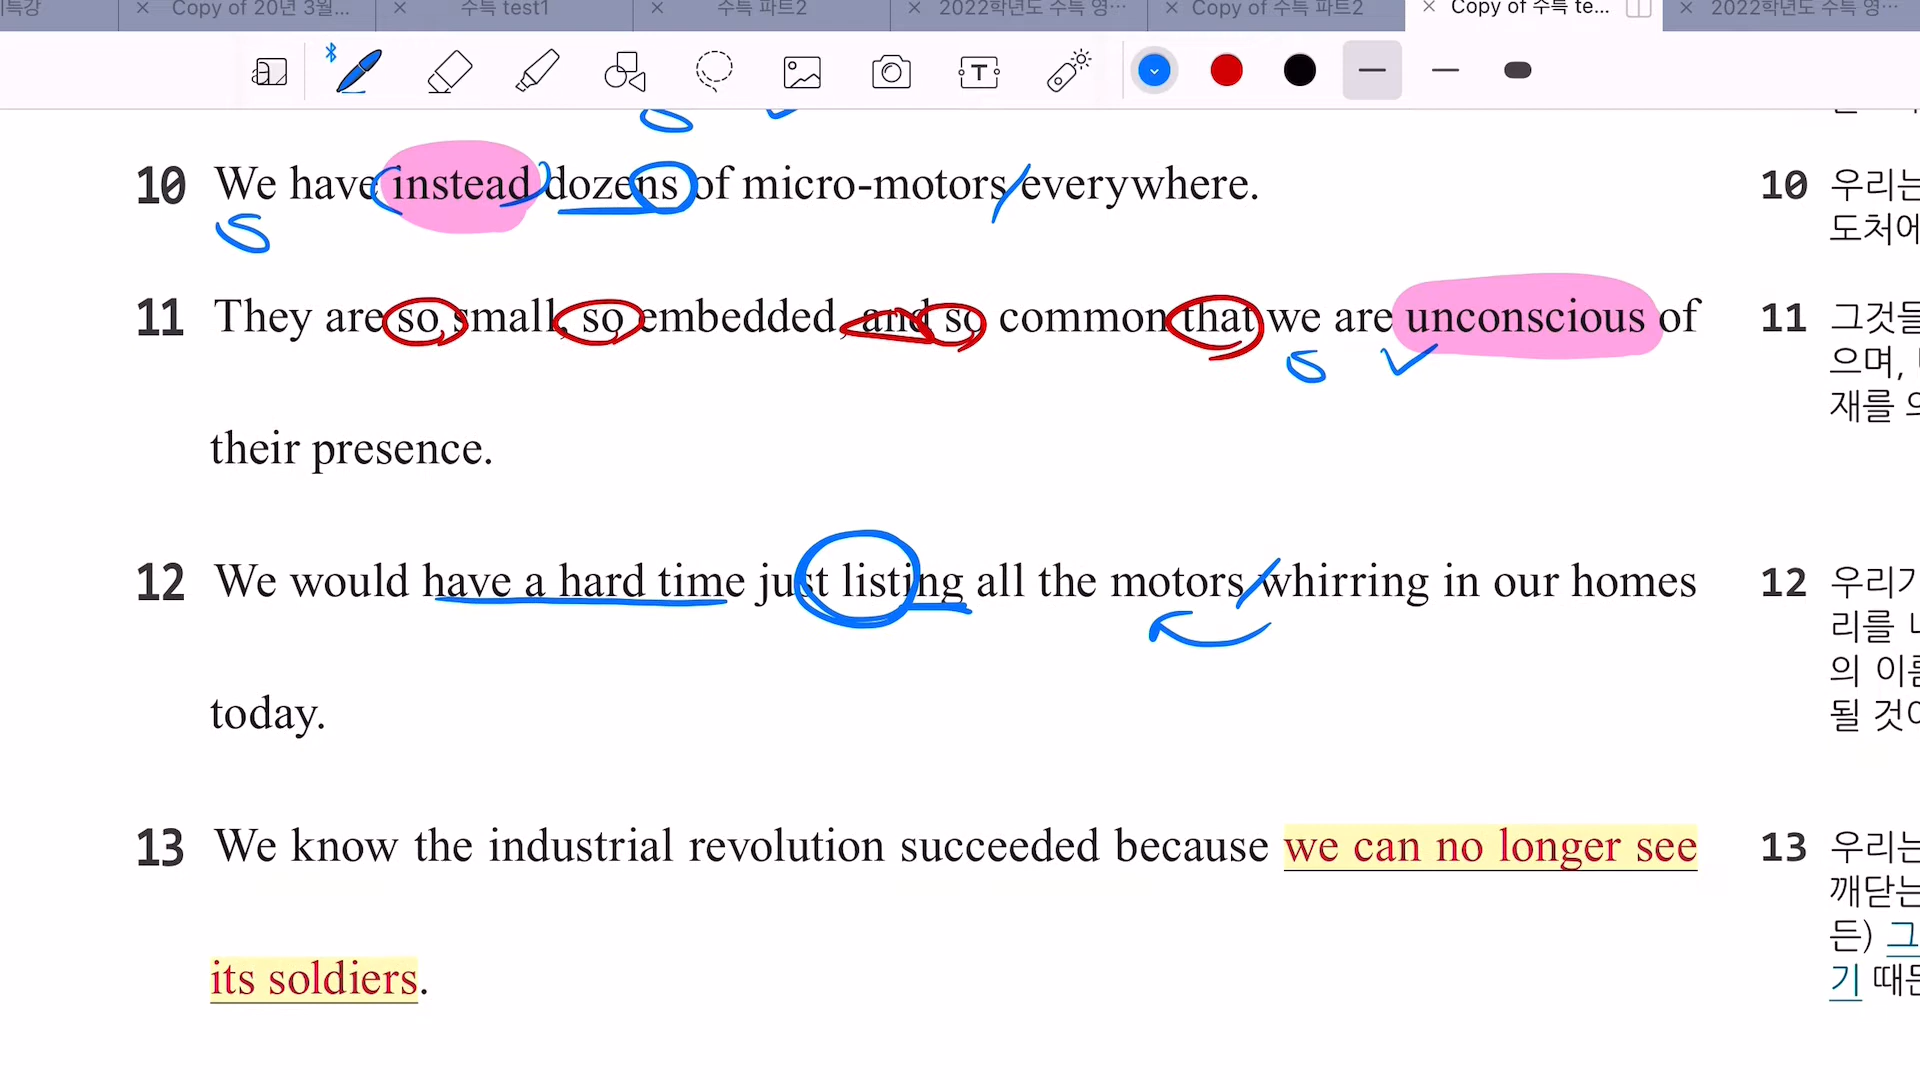 이특강
Copy of 20년 3월...
수특 test1
수특 파트2
2022학년도 수특 영...
Copy of 수특 파트2
Copy of 수특 te...
2022학년도 수특 영...
10 We have instead dozens of micro-motors everywhere.
S
11 They are so small, so embedded, and so common that we are unconscious of
S
their presence.
12 We would have a hard time just listing all the motors whirring in our homes
today.
13 We know the industrial revolution succeeded because we can no longer see
its soldiers.
10 우리는
도처에
11 그것들
으며,
재를
12 우리가
리를
의 이름
될 것이
13 우리는
깨닫는
든) 그
기 때문